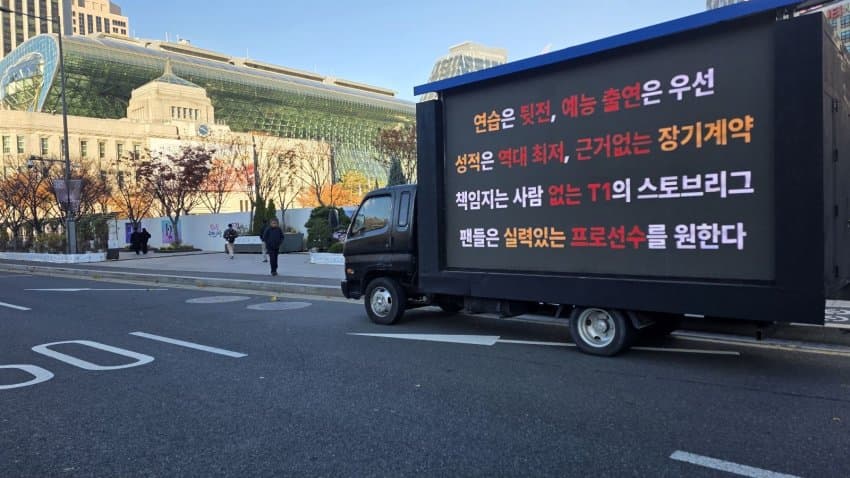 연습은 뒷전, 예능 출연은 우선
성적은 역대 최저, 근거없는 장기계약
책임지는 사람 없는 T1의 스토브리그
팬들은 실력있는 프로선수를 원한다